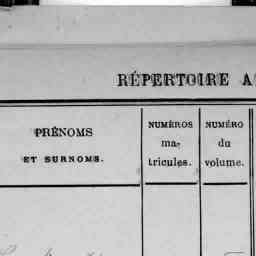 RÉPERTOIRE A
PRÉNOMS
ET SURNOMS.
NUMÉROS
ma-
tricules.
NUMÉRO
du
volume.